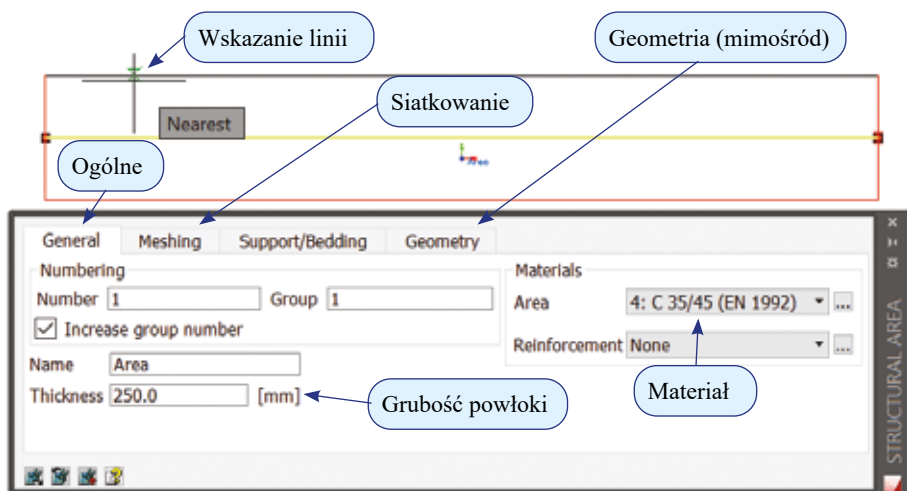 Wskazanie linii
Geometria (mimośród)
Siatkowanie
Nearest
Ogólne
General Meshing Support/Bedding Geometry
Numbering
Number 1 Group 1
Increase group number
Name Area
Thickness 250.0 [mm]
Grubość powłoki
Materials
Area 4: C 35/45 (EN 1992) ...
Reinforcement None ...
Materiał
STRUCTURAL AREA